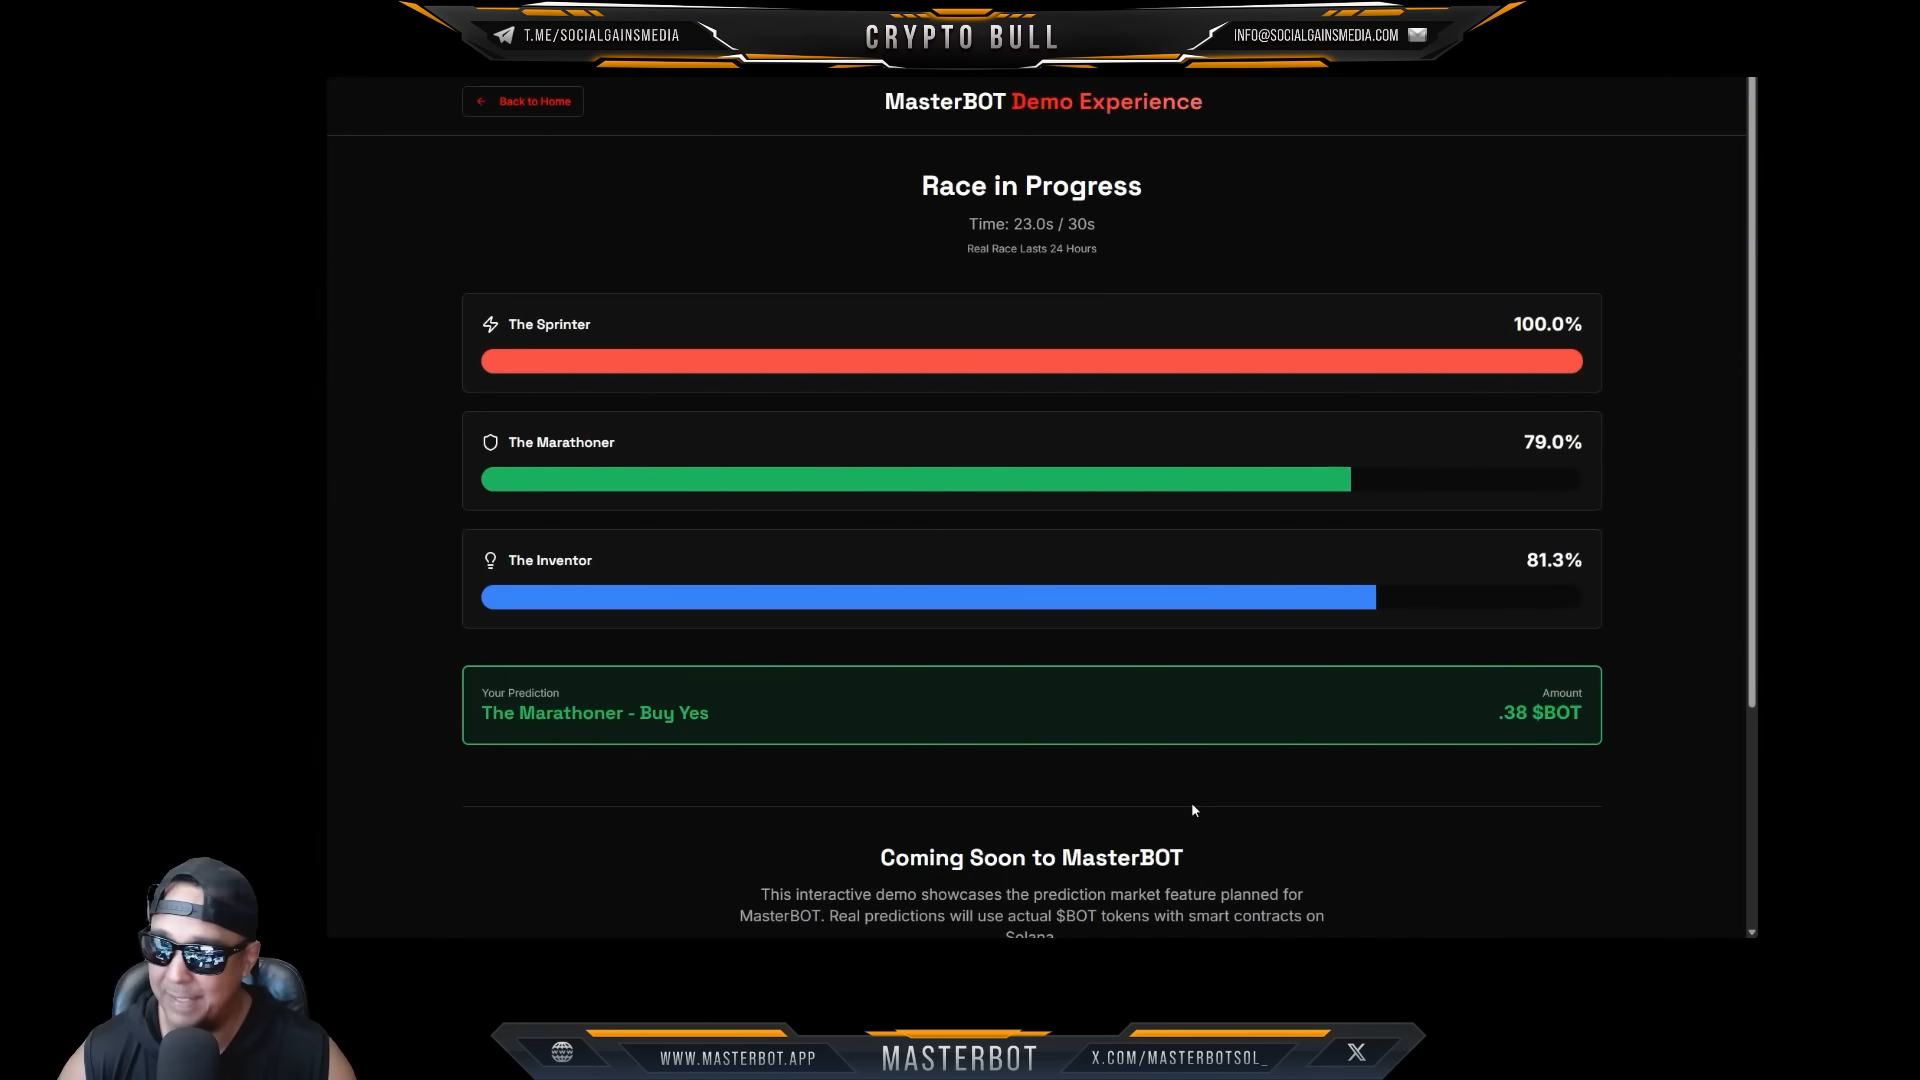 T.ME/SOCIALGAINSMEDIA
CRYPTO BULL
INFO@SOCIALGAINSMEDIA.COM
Back to Home
MasterBOT Demo Experience
Race in Progress
Time: 23.0s / 30s
Real Race Lasts 24 Hours
The Sprinter
100.0%
The Marathoner
79.0%
The Inventor
81.3%
Your Prediction
Amount
The Marathoner - Buy Yes
.38 $BOT
Coming Soon to MasterBOT
This interactive demo showcases the prediction market feature planned for
MasterBOT. Real predictions will use actual $BOT tokens with smart contracts on
Solana
WWW.MASTERBOT.APP
MASTERBOT
X.COM/MASTERBOTSOL_